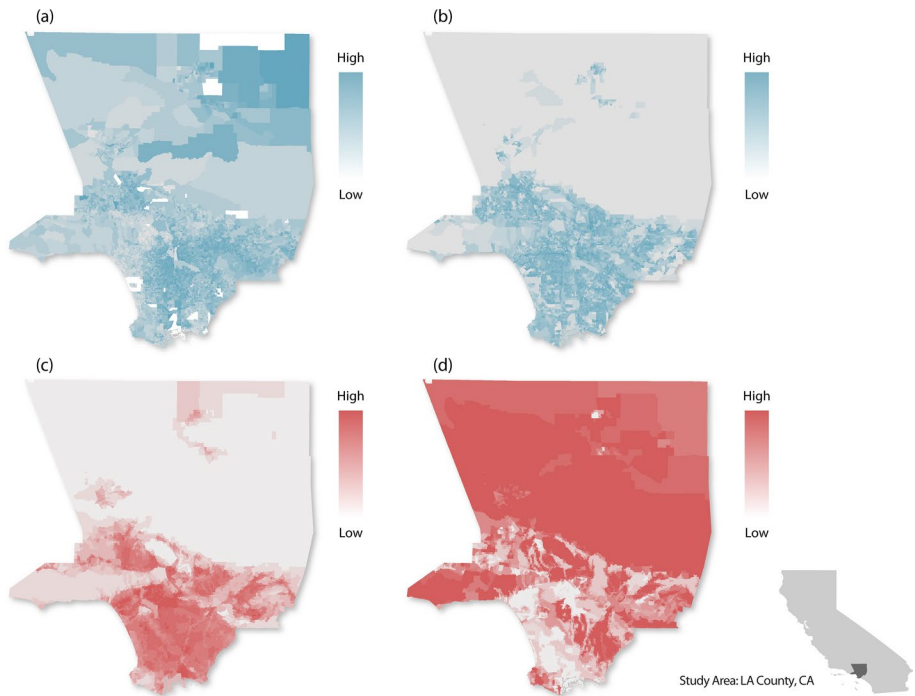 (a)
(b)
High
High
Low
Low
(c)
(d)
High
High
Low
Low
Study Area: LA County, CA